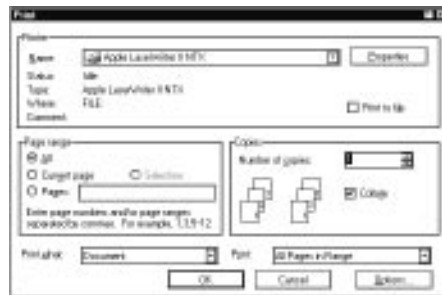 Print
Printer
Name: Apple LaserWriter II NTX Properties
Status: Idle
Type: Apple LaserWriter II NTX
Where: FILE:
Comment: Print to file
Page range
All
Current page Selection
Pages:
Enter page numbers and/or page ranges
separated by commas. For example, 1,3,5-12
Copies
Number of copies: 1
Collate
Print what: Document Print: All Pages in Range
OK Cancel Options...